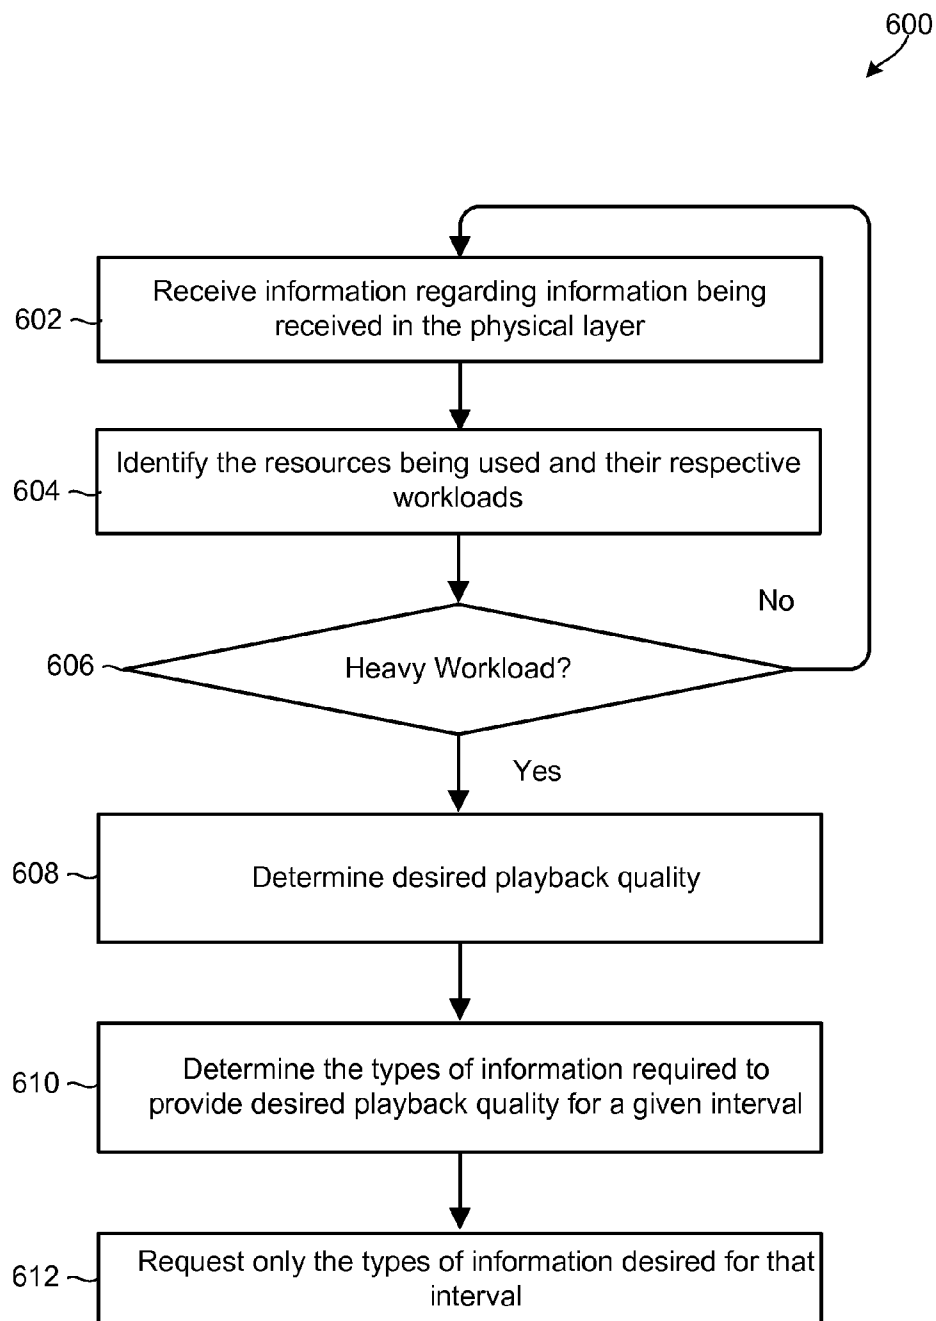 600
Receive information regarding information being
received in the physical layer
602
Identify the resources being used and their respective
workloads
604
No
606
Heavy Workload?
Yes
608
Determine desired playback quality
Determine the types of information required to
provide desired playback quality for a given interval
610
Request only the types of information desired for that
interval
612